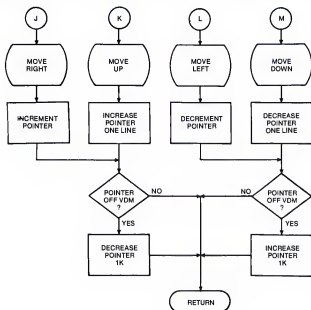 J K L M
MOVE RIGHT
MOVE UP
MOVE LEFT
MOVE DOWN
INCREMENT POINTER
INCREASE POINTER ONE LINE
DECREMENT POINTER
DECREASE POINTER ONE LINE
POINTER OFF VDM ?
NO
NO
POINTER OFF VDM ?
YES
YES
DECREASE POINTER 1K
INCREASE POINTER 1K
RETURN